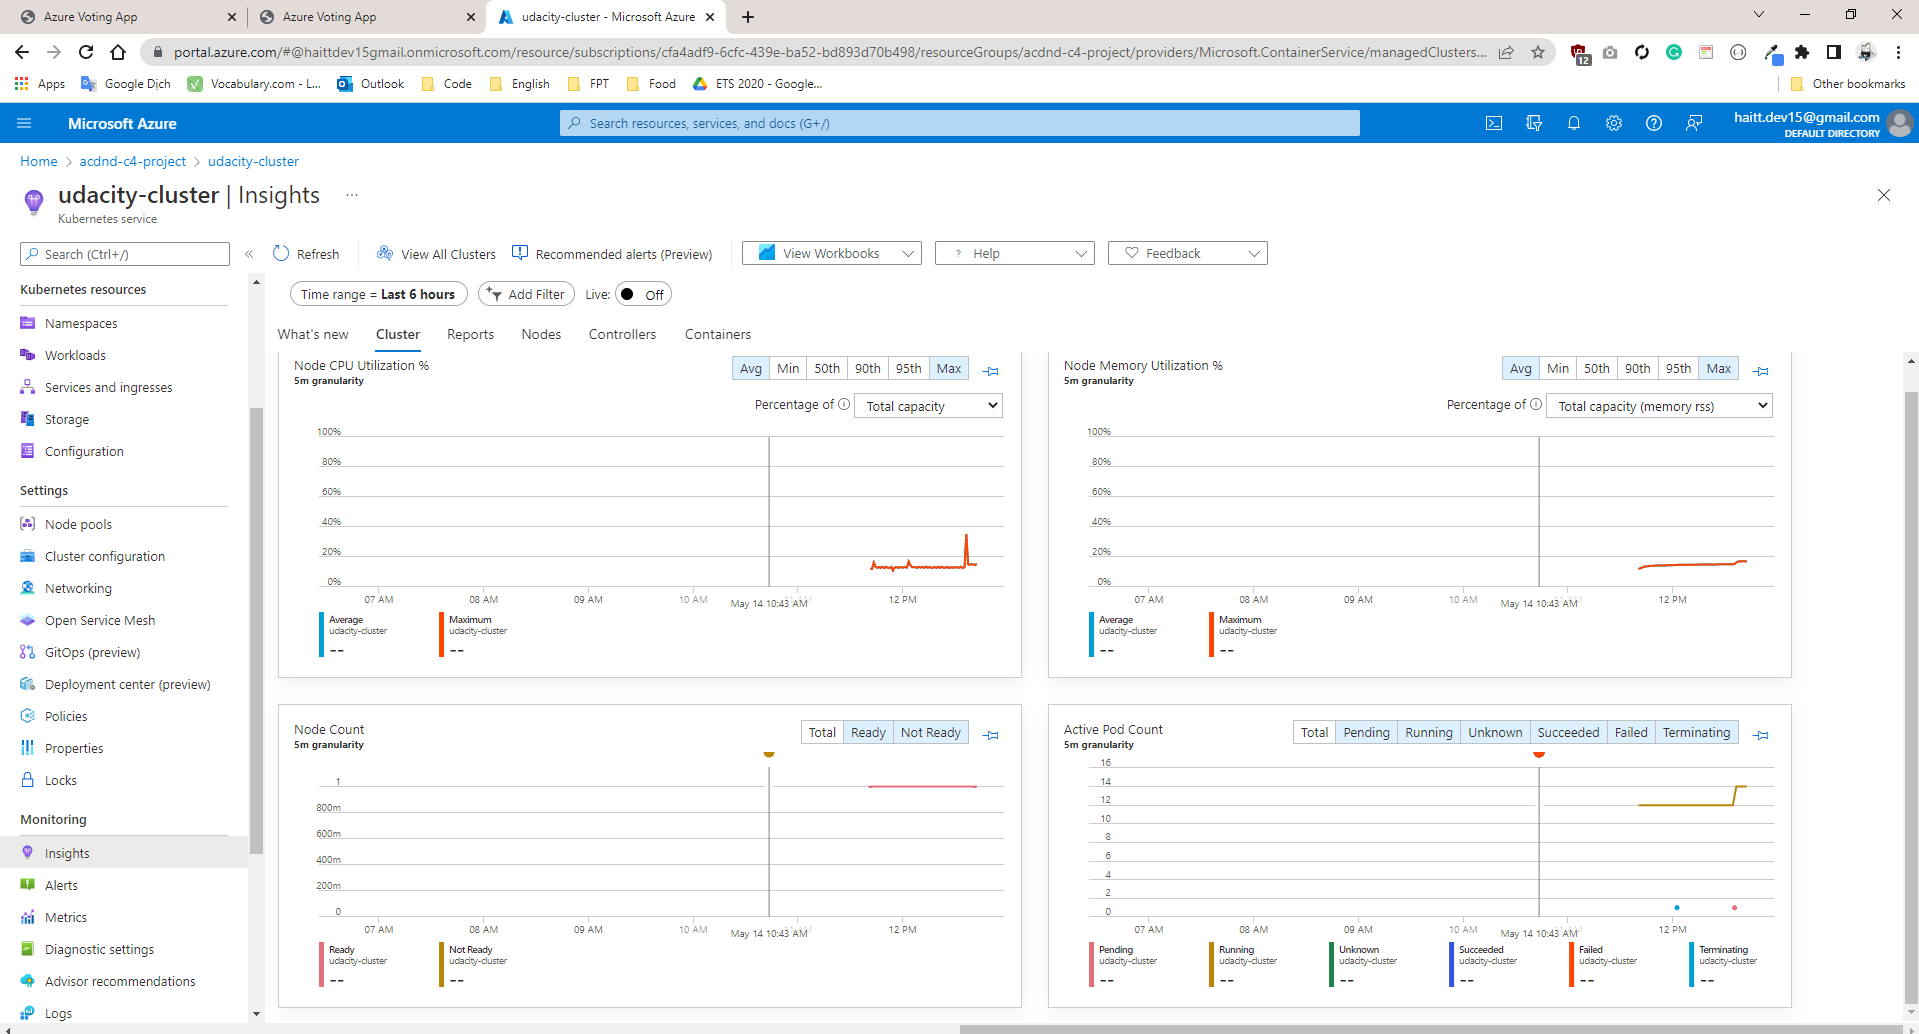 Azure Voting App
Azure Voting App
udacity-cluster - Microsoft Azure
portal.azure.com/#@haittdev15gmail.onmicrosoft.com/resource/subscriptions/cfa4adf9-6cfc-439e-ba52-bd893d70b498/resourceGroups/acdnd-c4-project/providers/Microsoft.ContainerService/managedClusters...
12
Apps
Google Dịch
Vocabulary.com - L...
Outlook
Code
English
FPT
Food
ETS 2020 - Google...
Other bookmarks
Microsoft Azure
Search resources, services, and docs (G+/)
haitt.dev15@gmail.com
DEFAULT DIRECTORY
Home > acdnd-c4-project > udacity-cluster
udacity-cluster | Insights ...
Kubernetes service
Search (Ctrl+/)
«
Refresh
View All Clusters
Recommended alerts (Preview)
View Workbooks
? Help
Feedback
Time range = Last 6 hours
Add Filter
Live: Off
What's new
Cluster
Reports
Nodes
Controllers
Containers
Kubernetes resources
Namespaces
Workloads
Services and ingresses
Storage
Configuration
Settings
Node pools
Cluster configuration
Networking
Open Service Mesh
GitOps (preview)
Deployment center (preview)
Policies
Properties
Locks
Monitoring
Insights
Alerts
Metrics
Diagnostic settings
Advisor recommendations
Logs
Node CPU Utilization %
5m granularity
Avg Min 50th 90th 95th Max
Percentage of Total capacity
100%
80%
60%
40%
20%
0%
07 AM 08 AM 09 AM 10 AM May 14 10:43 AM 12 PM
Average
udacity-cluster
--
Maximum
udacity-cluster
--
Node Memory Utilization %
5m granularity
Avg Min 50th 90th 95th Max
Percentage of Total capacity (memory rss)
100%
80%
60%
40%
20%
0%
07 AM 08 AM 09 AM 10 AM May 14 10:43 AM 12 PM
Average
udacity-cluster
--
Maximum
udacity-cluster
--
Node Count
5m granularity
Total Ready Not Ready
1
800m
600m
400m
200m
0
07 AM 08 AM 09 AM 10 AM May 14 10:43 AM 12 PM
Ready
udacity-cluster
--
Not Ready
udacity-cluster
--
Active Pod Count
5m granularity
Total Pending Running Unknown Succeeded Failed Terminating
16
14
12
10
8
6
4
2
0
07 AM 08 AM 09 AM 10 AM May 14 10:43 AM 12 PM
Pending
udacity-cluster
--
Running
udacity-cluster
--
Unknown
udacity-cluster
--
Succeeded
udacity-cluster
--
Failed
udacity-cluster
--
Terminating
udacity-cluster
--